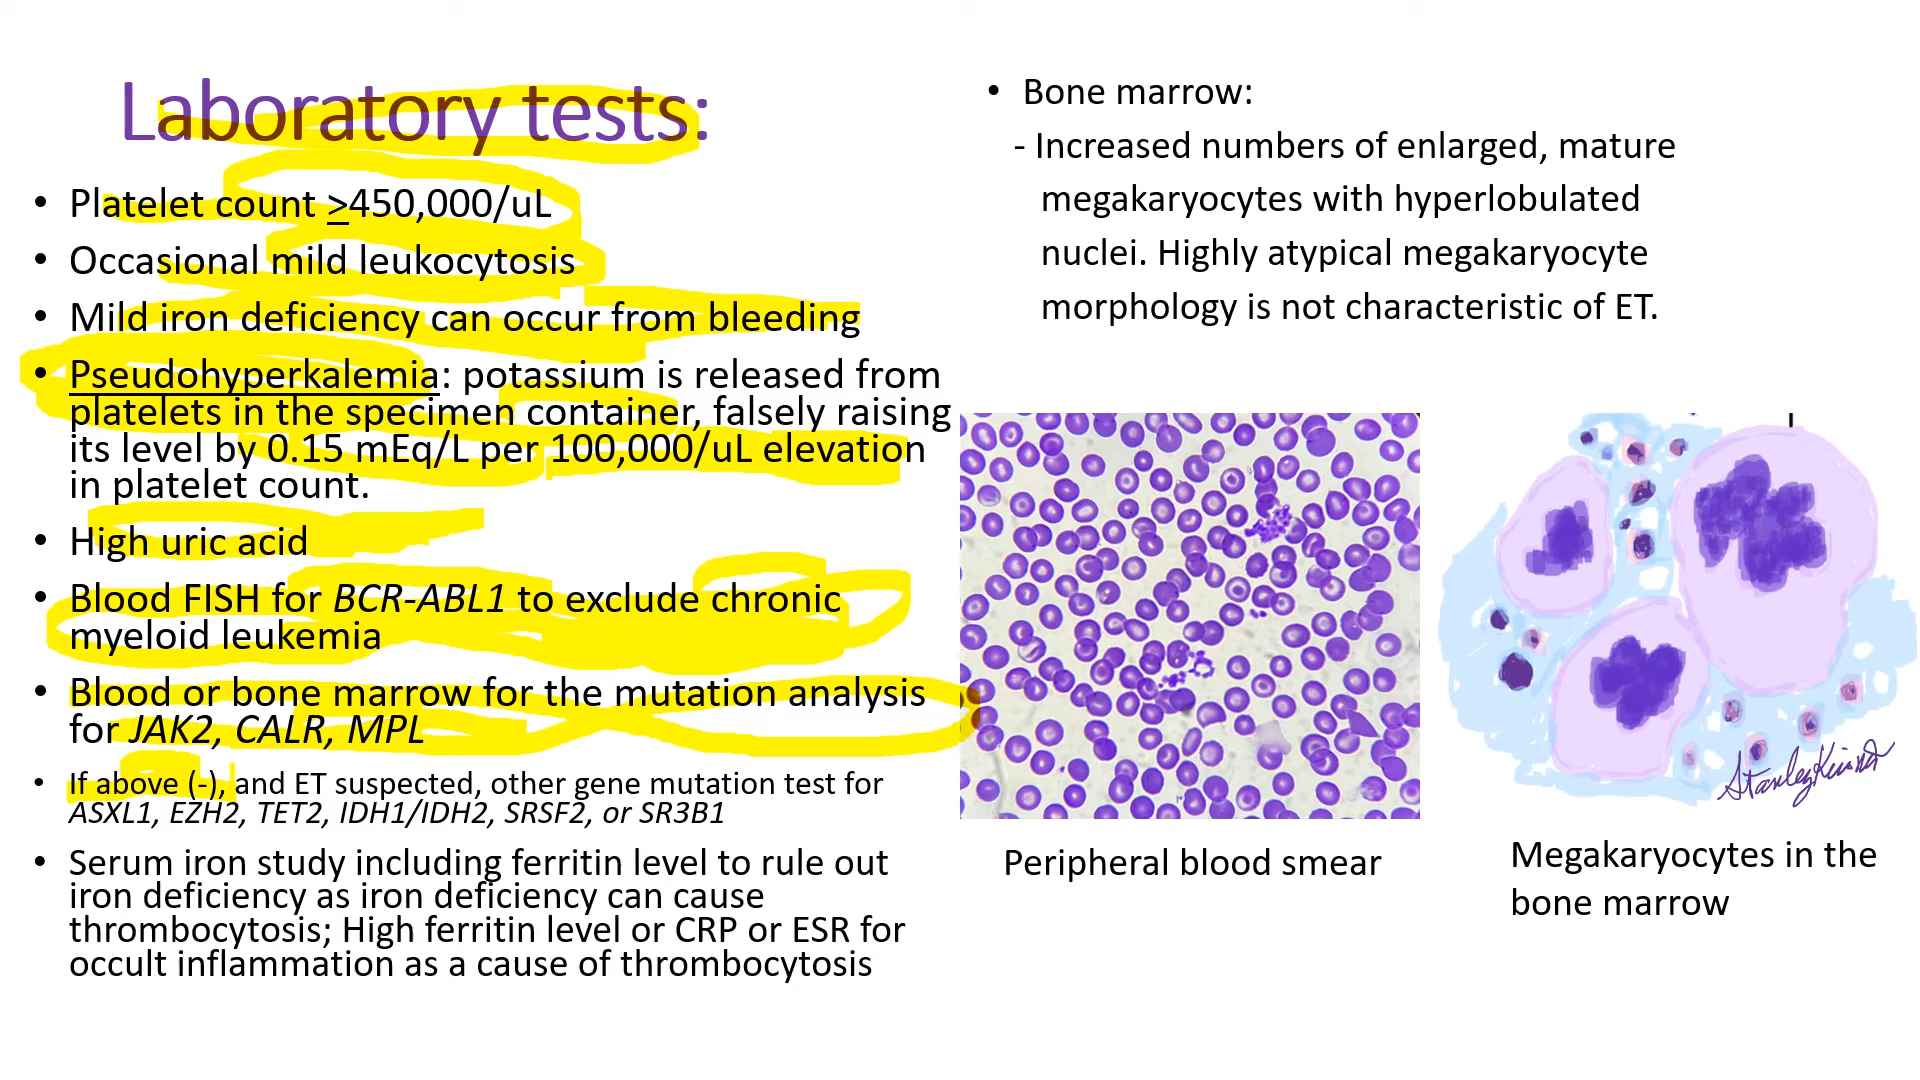 Laboratory tests:
• Platelet count >450,000/uL
• Occasional mild leukocytosis
• Mild iron deficiency can occur from bleeding
• Pseudohyperkalemia: potassium is released from
platelets in the specimen container, falsely raising
its level by 0.15 mEq/L per 100,000/uL elevation
in platelet count.
• High uric acid
• Blood FISH for BCR-ABL1 to exclude chronic
myeloid leukemia
• Blood or bone marrow for the mutation analysis
for JAK2, CALR, MPL
• If above (-), and ET suspected, other gene mutation test for
ASXL1, EZH2, TET2, IDH1/IDH2, SRSF2, or SR3B1
• Serum iron study including ferritin level to rule out
iron deficiency as iron deficiency can cause
thrombocytosis; High ferritin level or CRP or ESR for
occult inflammation as a cause of thrombocytosis
• Bone marrow:
- Increased numbers of enlarged, mature
megakaryocytes with hyperlobulated
nuclei. Highly atypical megakaryocyte
morphology is not characteristic of ET.
Peripheral blood smear
Stanley
Megakaryocytes in the
bone marrow